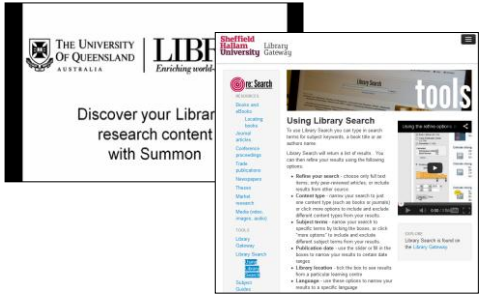 THE UNIVERSITY
OF QUEENSLAND
AUSTRALIA
Enriching world-
Discover your Librar
research content
with Summon
Sheffield
Hallam
University
Library
Gateway
re: Search
RESOURCES
Books and
eBooks
Locating
books
Journal
articles
Conference
proceedings
Trade
publications
Newspapers
Theses
Market
research
Media (video,
images, audio)
TOOLS
Library
Gateway
Library Search
Subject
Guides
Library Search
tools
Using Library Search
To use Library Search you can type in search
terms for subject keywords, a book title or an
authors name.
Library Search will return a list of results. You
can then refine your results using the following
options:
• Refine your search - choose only full text
items, only peer-reviewed articles, or include
results from other source
• Content type - narrow your search to just
one content type (such as books or journals)
or click more options to include and exclude
different content types from your results.
• Subject terms - narrow your search to
specific terms by ticking the boxes, or click
"more options" to include and exclude
different subject terms from your results.
• Publication date - use the slider or fill in the
boxes to narrow your results to certain date
ranges
• Library location - tick the box to see results
from a particular learning centre
• Language - use these options to narrow your
results to a specific language
Using the refine options
EXPLORE
Library Search is found on
the Library Gateway